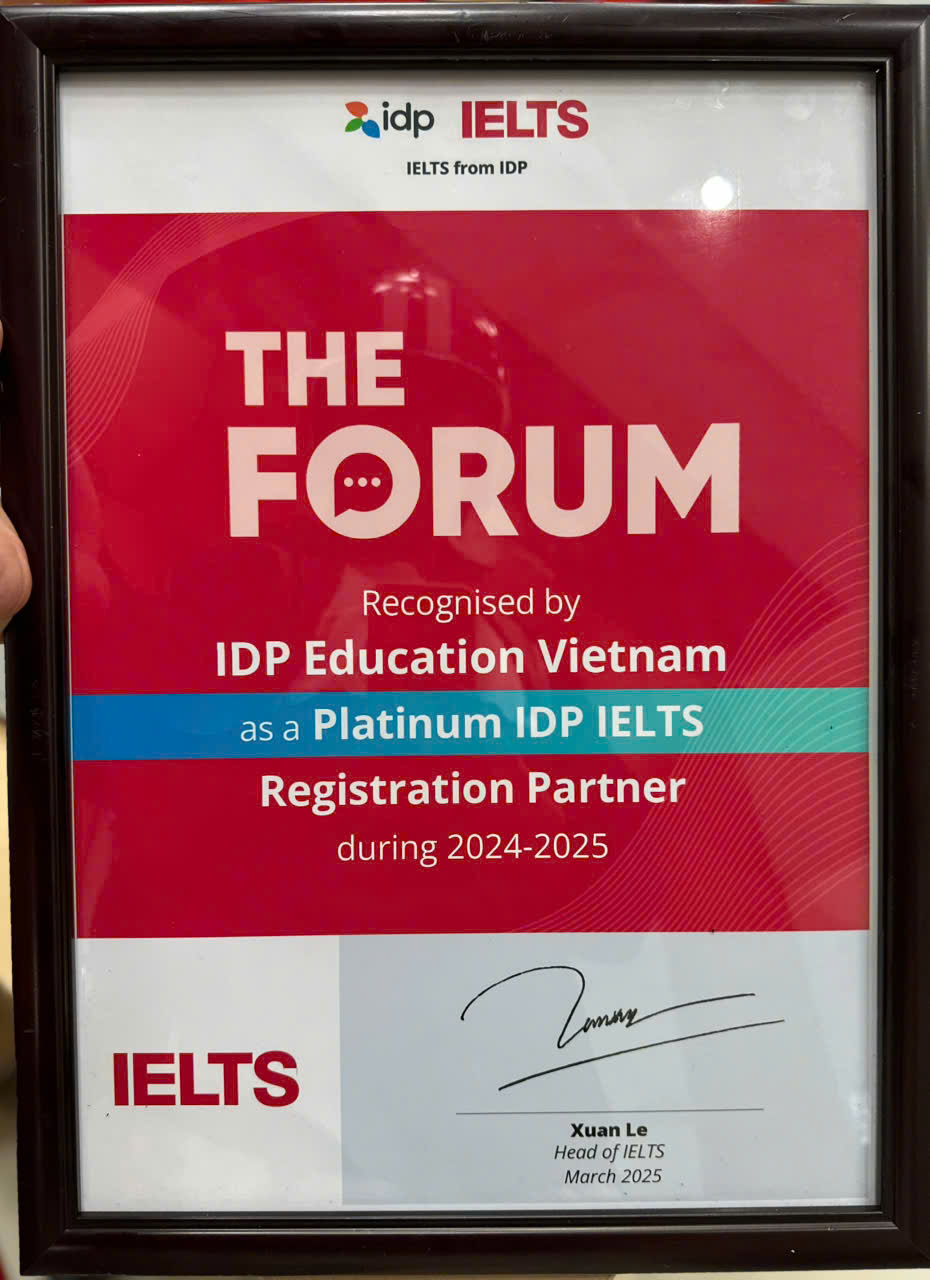 idp IELTS
IELTS from IDP
THE
FORUM
Recognised by
IDP Education Vietnam
as a Platinum IDP IELTS
Registration Partner
during 2024-2025
IELTS
Xuan Le
Head of IELTS
March 2025